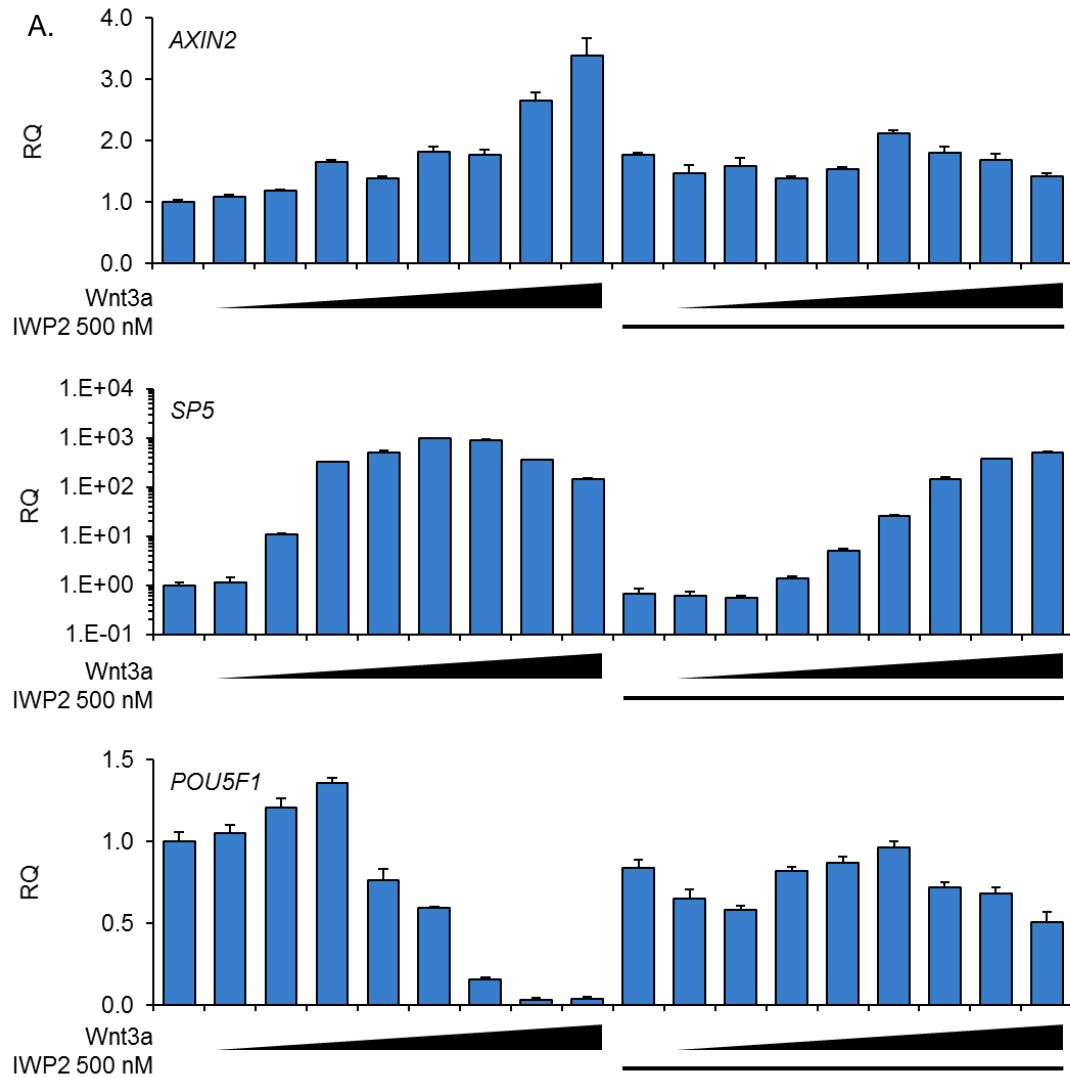 A.
AXIN2
RQ
4.0
3.0
2.0
1.0
0.0
Wnt3a
IWP2 500 nM
SP5
RQ
1.E+04
1.E+03
1.E+02
1.E+01
1.E+00
1.E-01
Wnt3a
IWP2 500 nM
POU5F1
RQ
1.5
1.0
0.5
0.0
Wnt3a
IWP2 500 nM